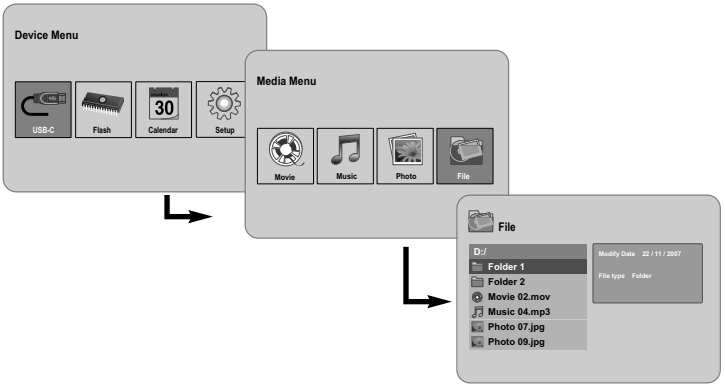 Device Menu
USB-C
Flash
30
Calendar
Setup
Media Menu
Movie
Music
Photo
File
File
D:/
Folder 1
Folder 2
Movie 02.mov
Music 04.mp3
Photo 07.jpg
Photo 09.jpg
Modify Date 22 / 11 / 2007
File type Folder